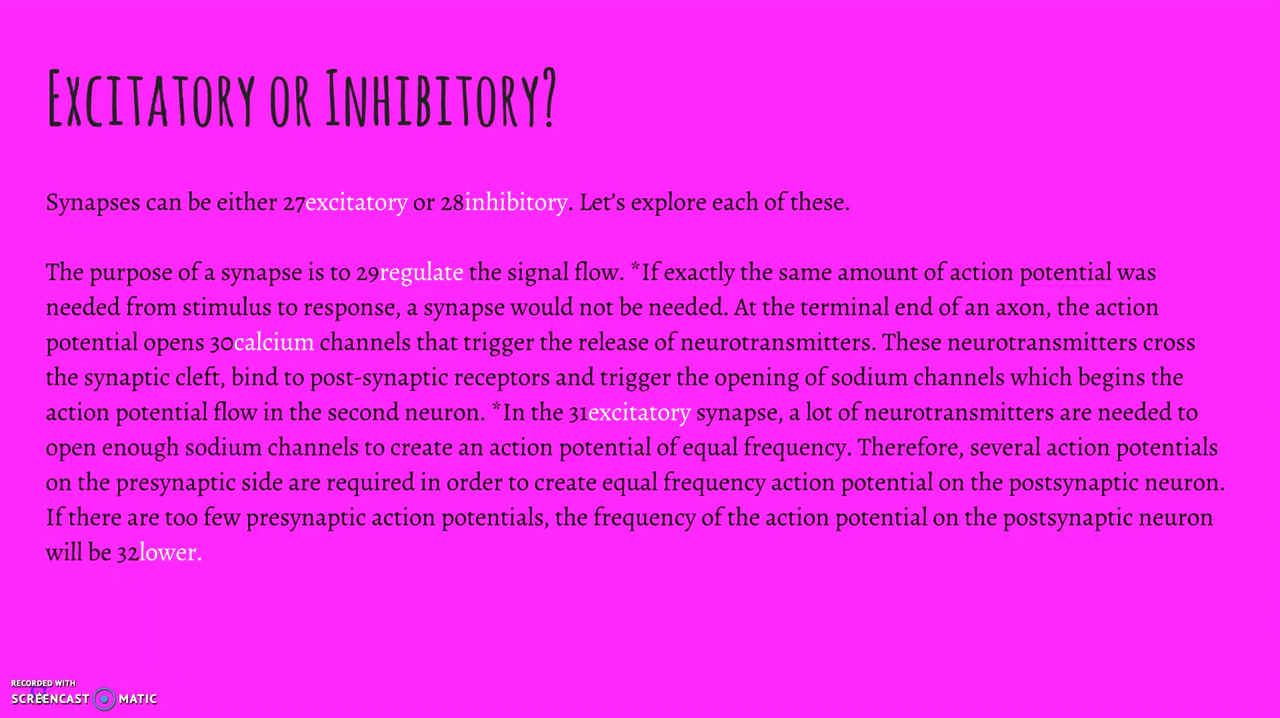 Excitatory or Inhibitory?
Synapses can be either 27excitatory or 28inhibitory. Let's explore each of these.
The purpose of a synapse is to 29regulate the signal flow. *If exactly the same amount of action potential was
needed from stimulus to response, a synapse would not be needed. At the terminal end of an axon, the action
potential opens 30calcium channels that trigger the release of neurotransmitters. These neurotransmitters cross
the synaptic cleft, bind to post-synaptic receptors and trigger the opening of sodium channels which begins the
action potential flow in the second neuron. *In the 31excitatory synapse, a lot of neurotransmitters are needed to
open enough sodium channels to create an action potential of equal frequency. Therefore, several action potentials
on the presynaptic side are required in order to create equal frequency action potential on the postsynaptic neuron.
If there are too few presynaptic action potentials, the frequency of the action potential on the postsynaptic neuron
will be 32lower.
RECORDED WITH
SCREENCAST MATIC